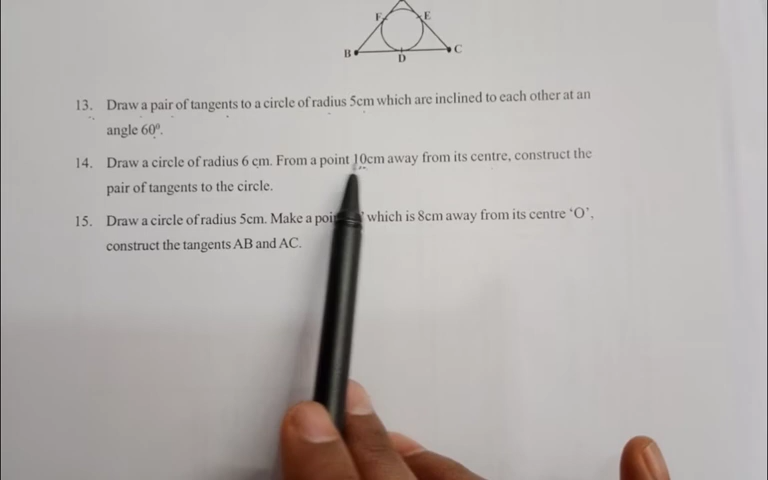 F
E
B
C
D
13. Draw a pair of tangents to a circle of radius 5cm which are inclined to each other at an
angle 60⁰.
14. Draw a circle of radius 6 cm. From a point 10cm away from its centre, construct the
pair of tangents to the circle.
15. Draw a circle of radius 5cm. Make a which is 8cm away from its centre ‘O’,
construct the tangents AB and AC.